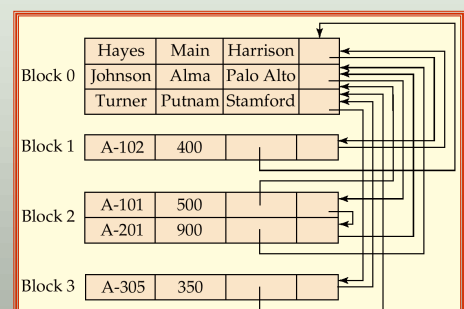 Hayes Main Harrison
Block 0 Johnson Alma Palo Alto
Turner Putnam Stamford
Block 1 A-102 400
A-101 500
Block 2
A-201 900
Block 3 A-305 350